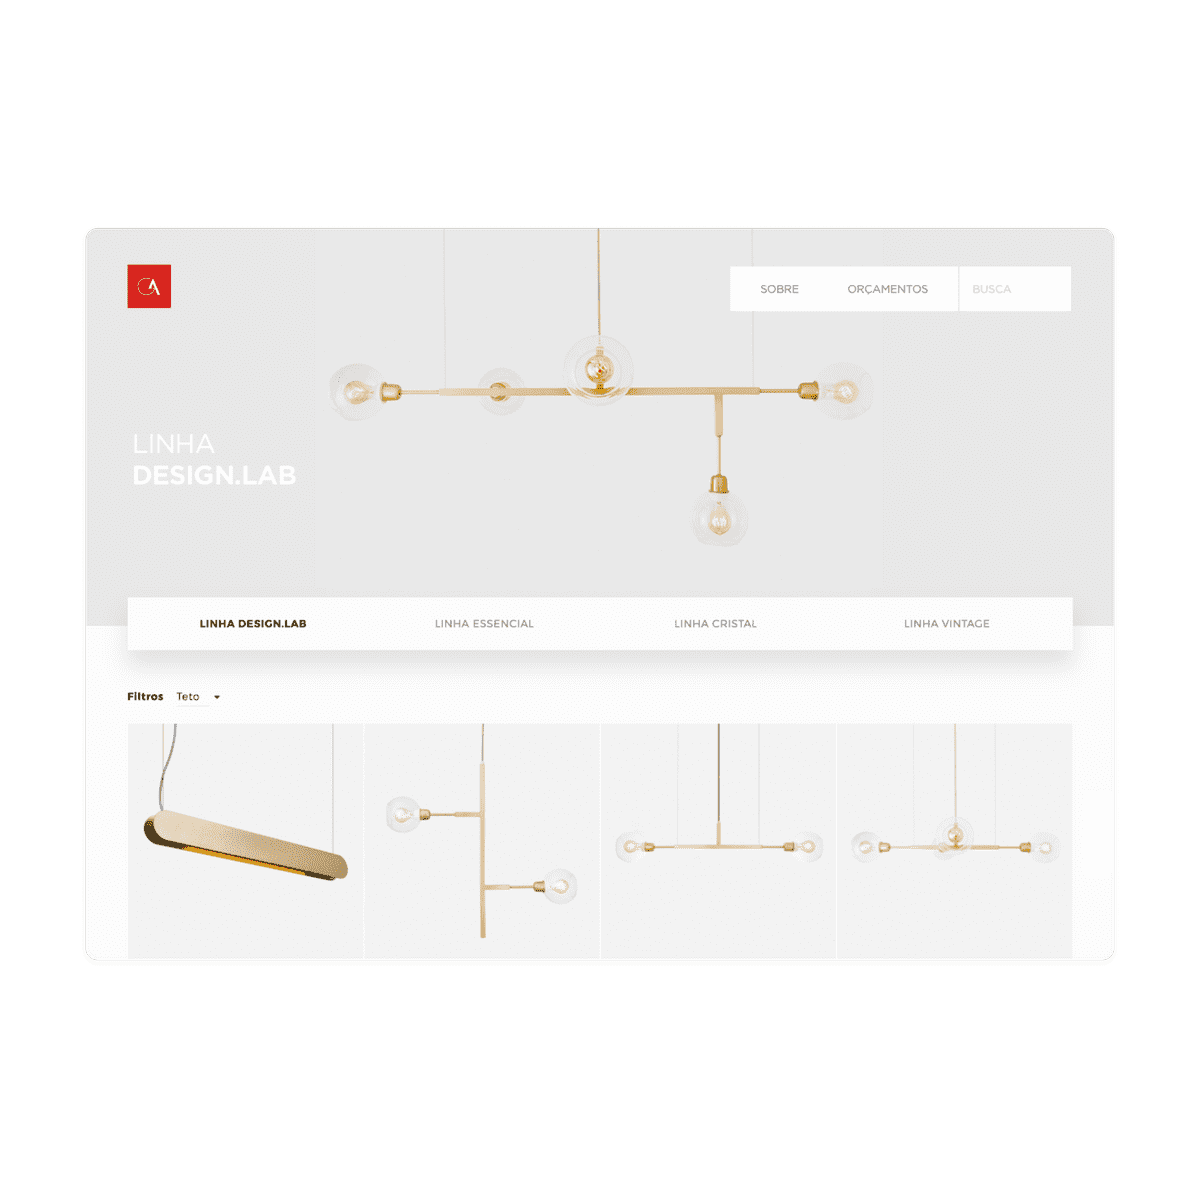 CA
SOBRE
ORÇAMENTOS
BUSCA
LINHA
DESIGN.LAB
LINHA DESIGN.LAB
LINHA ESSENCIAL
LINHA CRISTAL
LINHA VINTAGE
Filtros Teto